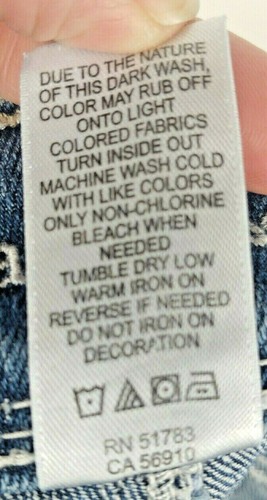 DUE TO THE NATURE
OF THIS DARK WASH,
COLOR MAY RUB OFF
ONTO LIGHT
COLORED FABRICS
TURN INSIDE OUT
MACHINE WASH COLD
WITH LIKE COLORS
ONLY NON-CHLORINE
BLEACH WHEN
NEEDED
TUMBLE DRY LOW
WARM IRON ON
REVERSE IF NEEDED
DO NOT IRON ON
DECORATION
RN 51783
CA 56910